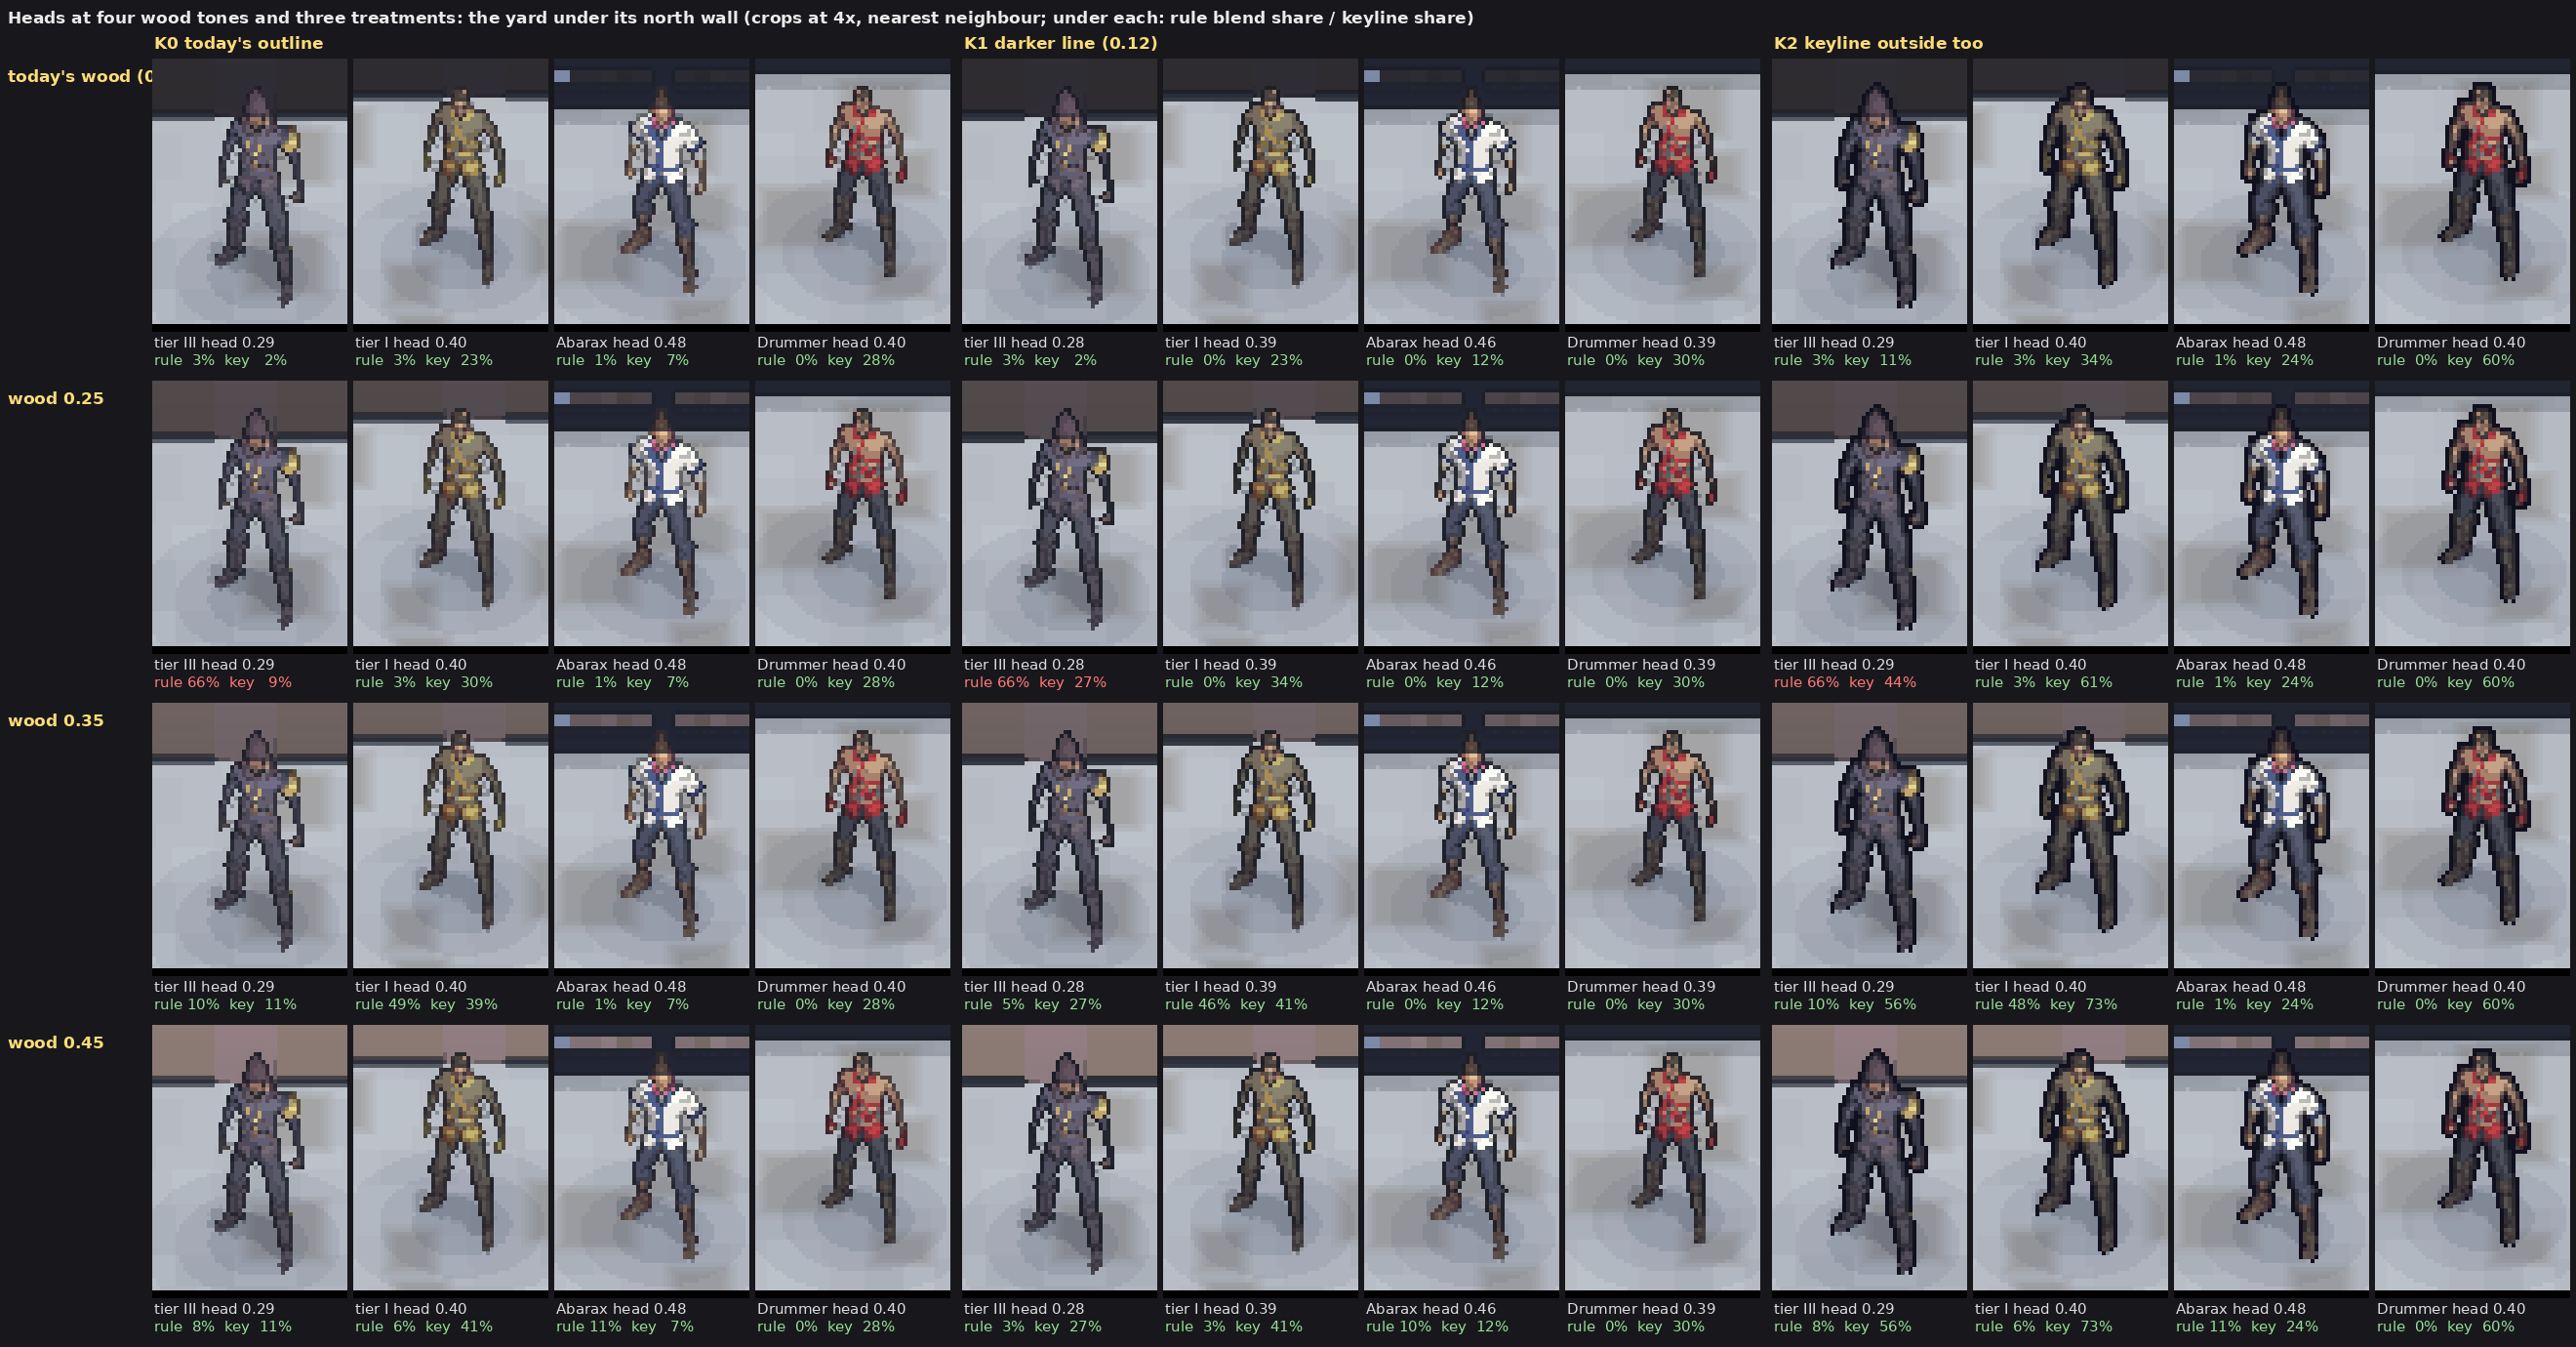 Heads at four wood tones and three treatments: the yard under its north wall (crops at 4x, nearest neighbour; under each: rule blend share / keyline share)
K0 today's outline K1 darker line (0.12) K2 keyline outside too
today's wood (0
tier III head 0.29 tier I head 0.40 Abarax head 0.48 Drummer head 0.40 tier III head 0.28 tier I head 0.39 Abarax head 0.46 Drummer head 0.39 tier III head 0.29 tier I head 0.40 Abarax head 0.48 Drummer head 0.40
rule 3% key 2% rule 3% key 23% rule 1% key 7% rule 0% key 28% rule 3% key 2% rule 0% key 23% rule 0% key 12% rule 0% key 30% rule 3% key 11% rule 3% key 34% rule 1% key 24% rule 0% key 60%
wood 0.25
tier III head 0.29 tier I head 0.40 Abarax head 0.48 Drummer head 0.40 tier III head 0.28 tier I head 0.39 Abarax head 0.46 Drummer head 0.39 tier III head 0.29 tier I head 0.40 Abarax head 0.48 Drummer head 0.40
rule 66% key 9% rule 3% key 30% rule 1% key 7% rule 0% key 28% rule 66% key 27% rule 0% key 34% rule 0% key 12% rule 0% key 30% rule 66% key 44% rule 3% key 61% rule 1% key 24% rule 0% key 60%
wood 0.35
tier III head 0.29 tier I head 0.40 Abarax head 0.48 Drummer head 0.40 tier III head 0.28 tier I head 0.39 Abarax head 0.46 Drummer head 0.39 tier III head 0.29 tier I head 0.40 Abarax head 0.48 Drummer head 0.40
rule 10% key 11% rule 49% key 39% rule 1% key 7% rule 0% key 28% rule 5% key 27% rule 46% key 41% rule 0% key 12% rule 0% key 30% rule 10% key 56% rule 48% key 73% rule 1% key 24% rule 0% key 60%
wood 0.45
tier III head 0.29 tier I head 0.40 Abarax head 0.48 Drummer head 0.40 tier III head 0.28 tier I head 0.39 Abarax head 0.46 Drummer head 0.39 tier III head 0.29 tier I head 0.40 Abarax head 0.48 Drummer head 0.40
rule 8% key 11% rule 6% key 41% rule 11% key 7% rule 0% key 28% rule 3% key 27% rule 3% key 41% rule 10% key 12% rule 0% key 30% rule 8% key 56% rule 6% key 73% rule 11% key 24% rule 0% key 60%